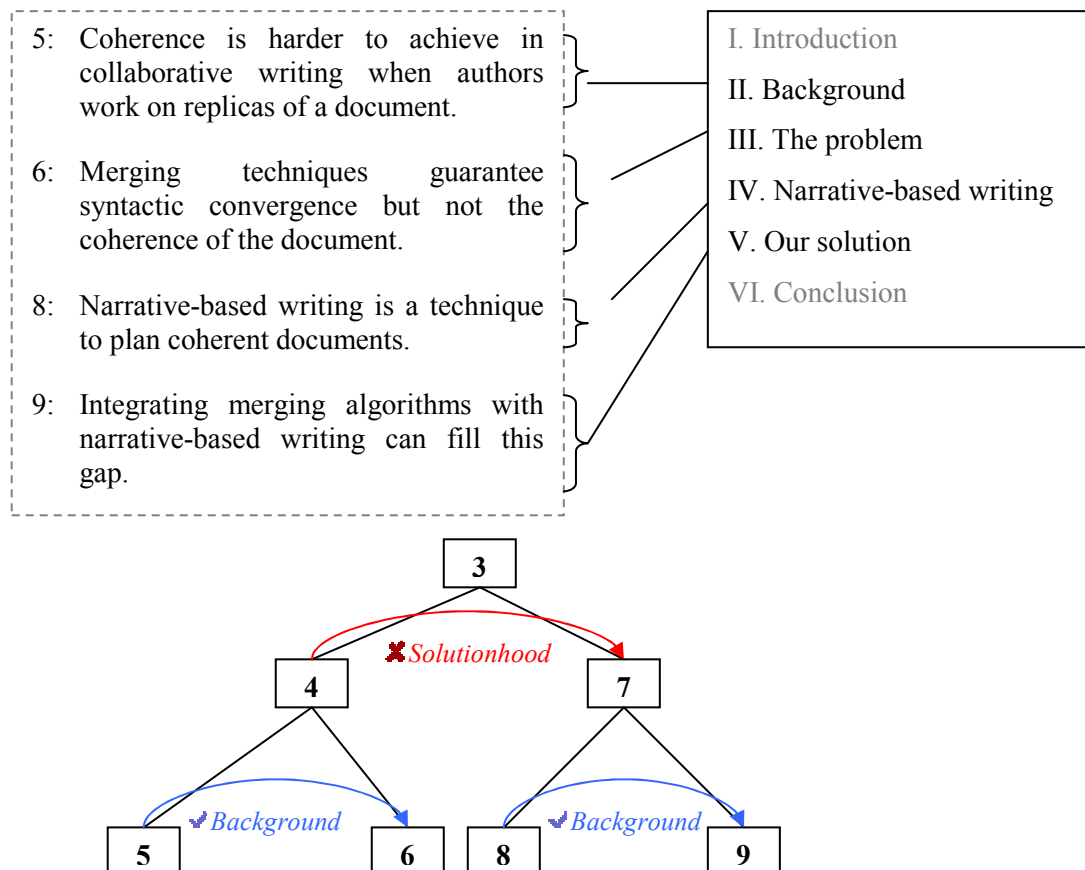 5: Coherence is harder to achieve in
collaborative writing when authors
work on replicas of a document.
6: Merging techniques guarantee
syntactic convergence but not the
coherence of the document.
8: Narrative-based writing is a technique
to plan coherent documents.
9: Integrating merging algorithms with
narrative-based writing can fill this
gap.
I. Introduction
II. Background
III. The problem
IV. Narrative-based writing
V. Our solution
VI. Conclusion
3
✘ Solutionhood
4 7
✔ Background ✔ Background
5 6 8 9